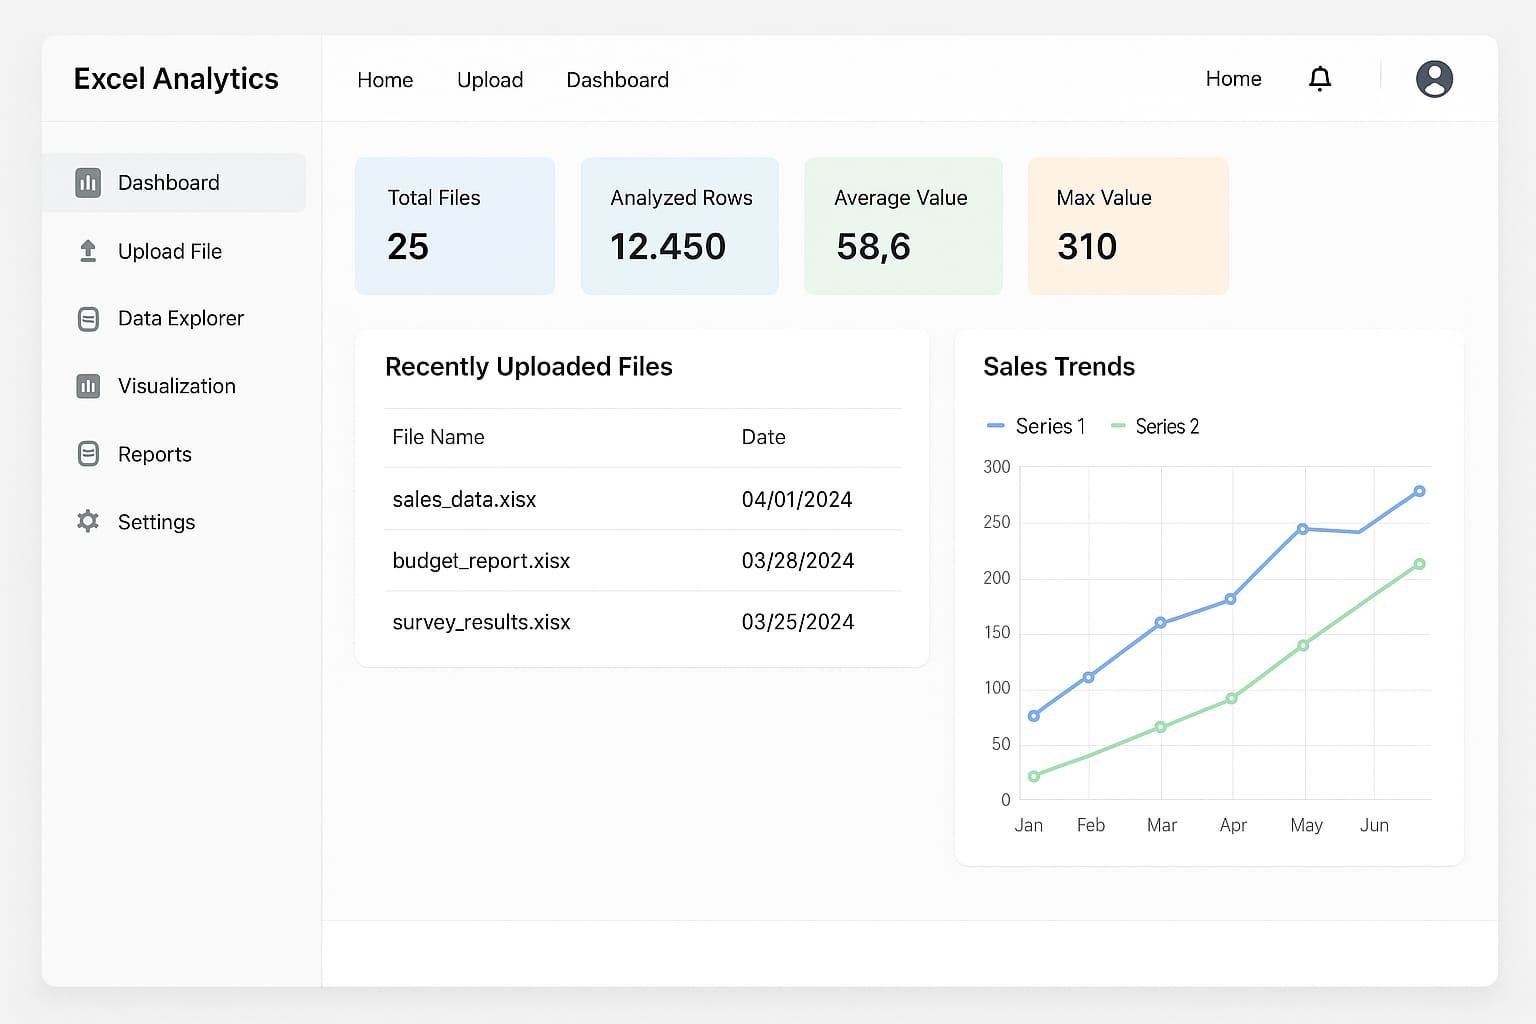 Excel Analytics
Home Upload Dashboard Home
Dashboard
Upload File
Data Explorer
Visualization
Reports
Settings
Total Files
25
Analyzed Rows
12.450
Average Value
58,6
Max Value
310
Recently Uploaded Files
File Name Date
sales_data.xisx 04/01/2024
budget_report.xisx 03/28/2024
survey_results.xisx 03/25/2024
Sales Trends
Series 1 Series 2
300
250
200
150
100
50
0
Jan Feb Mar Apr May Jun